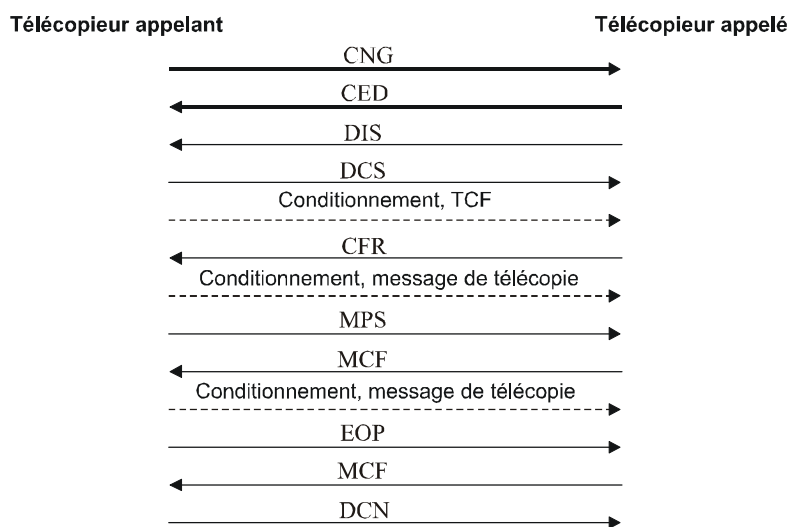 Télécopieur appelant Télécopieur appelé
CNG
CED
DIS
DCS
Conditionnement, TCF
CFR
Conditionnement, message de télécopie
MPS
MCF
Conditionnement, message de télécopie
EOP
MCF
DCN